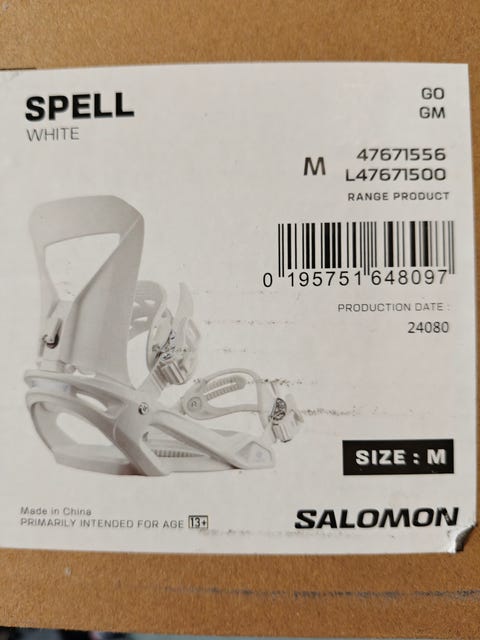 SPELL
WHITE
GO
GM
M 47671556
L47671500
RANGE PRODUCT
0 195751 648097
PRODUCTION DATE :
24080
SIZE : M
Made in China
PRIMARILY INTENDED FOR AGE 13+
SALOMON